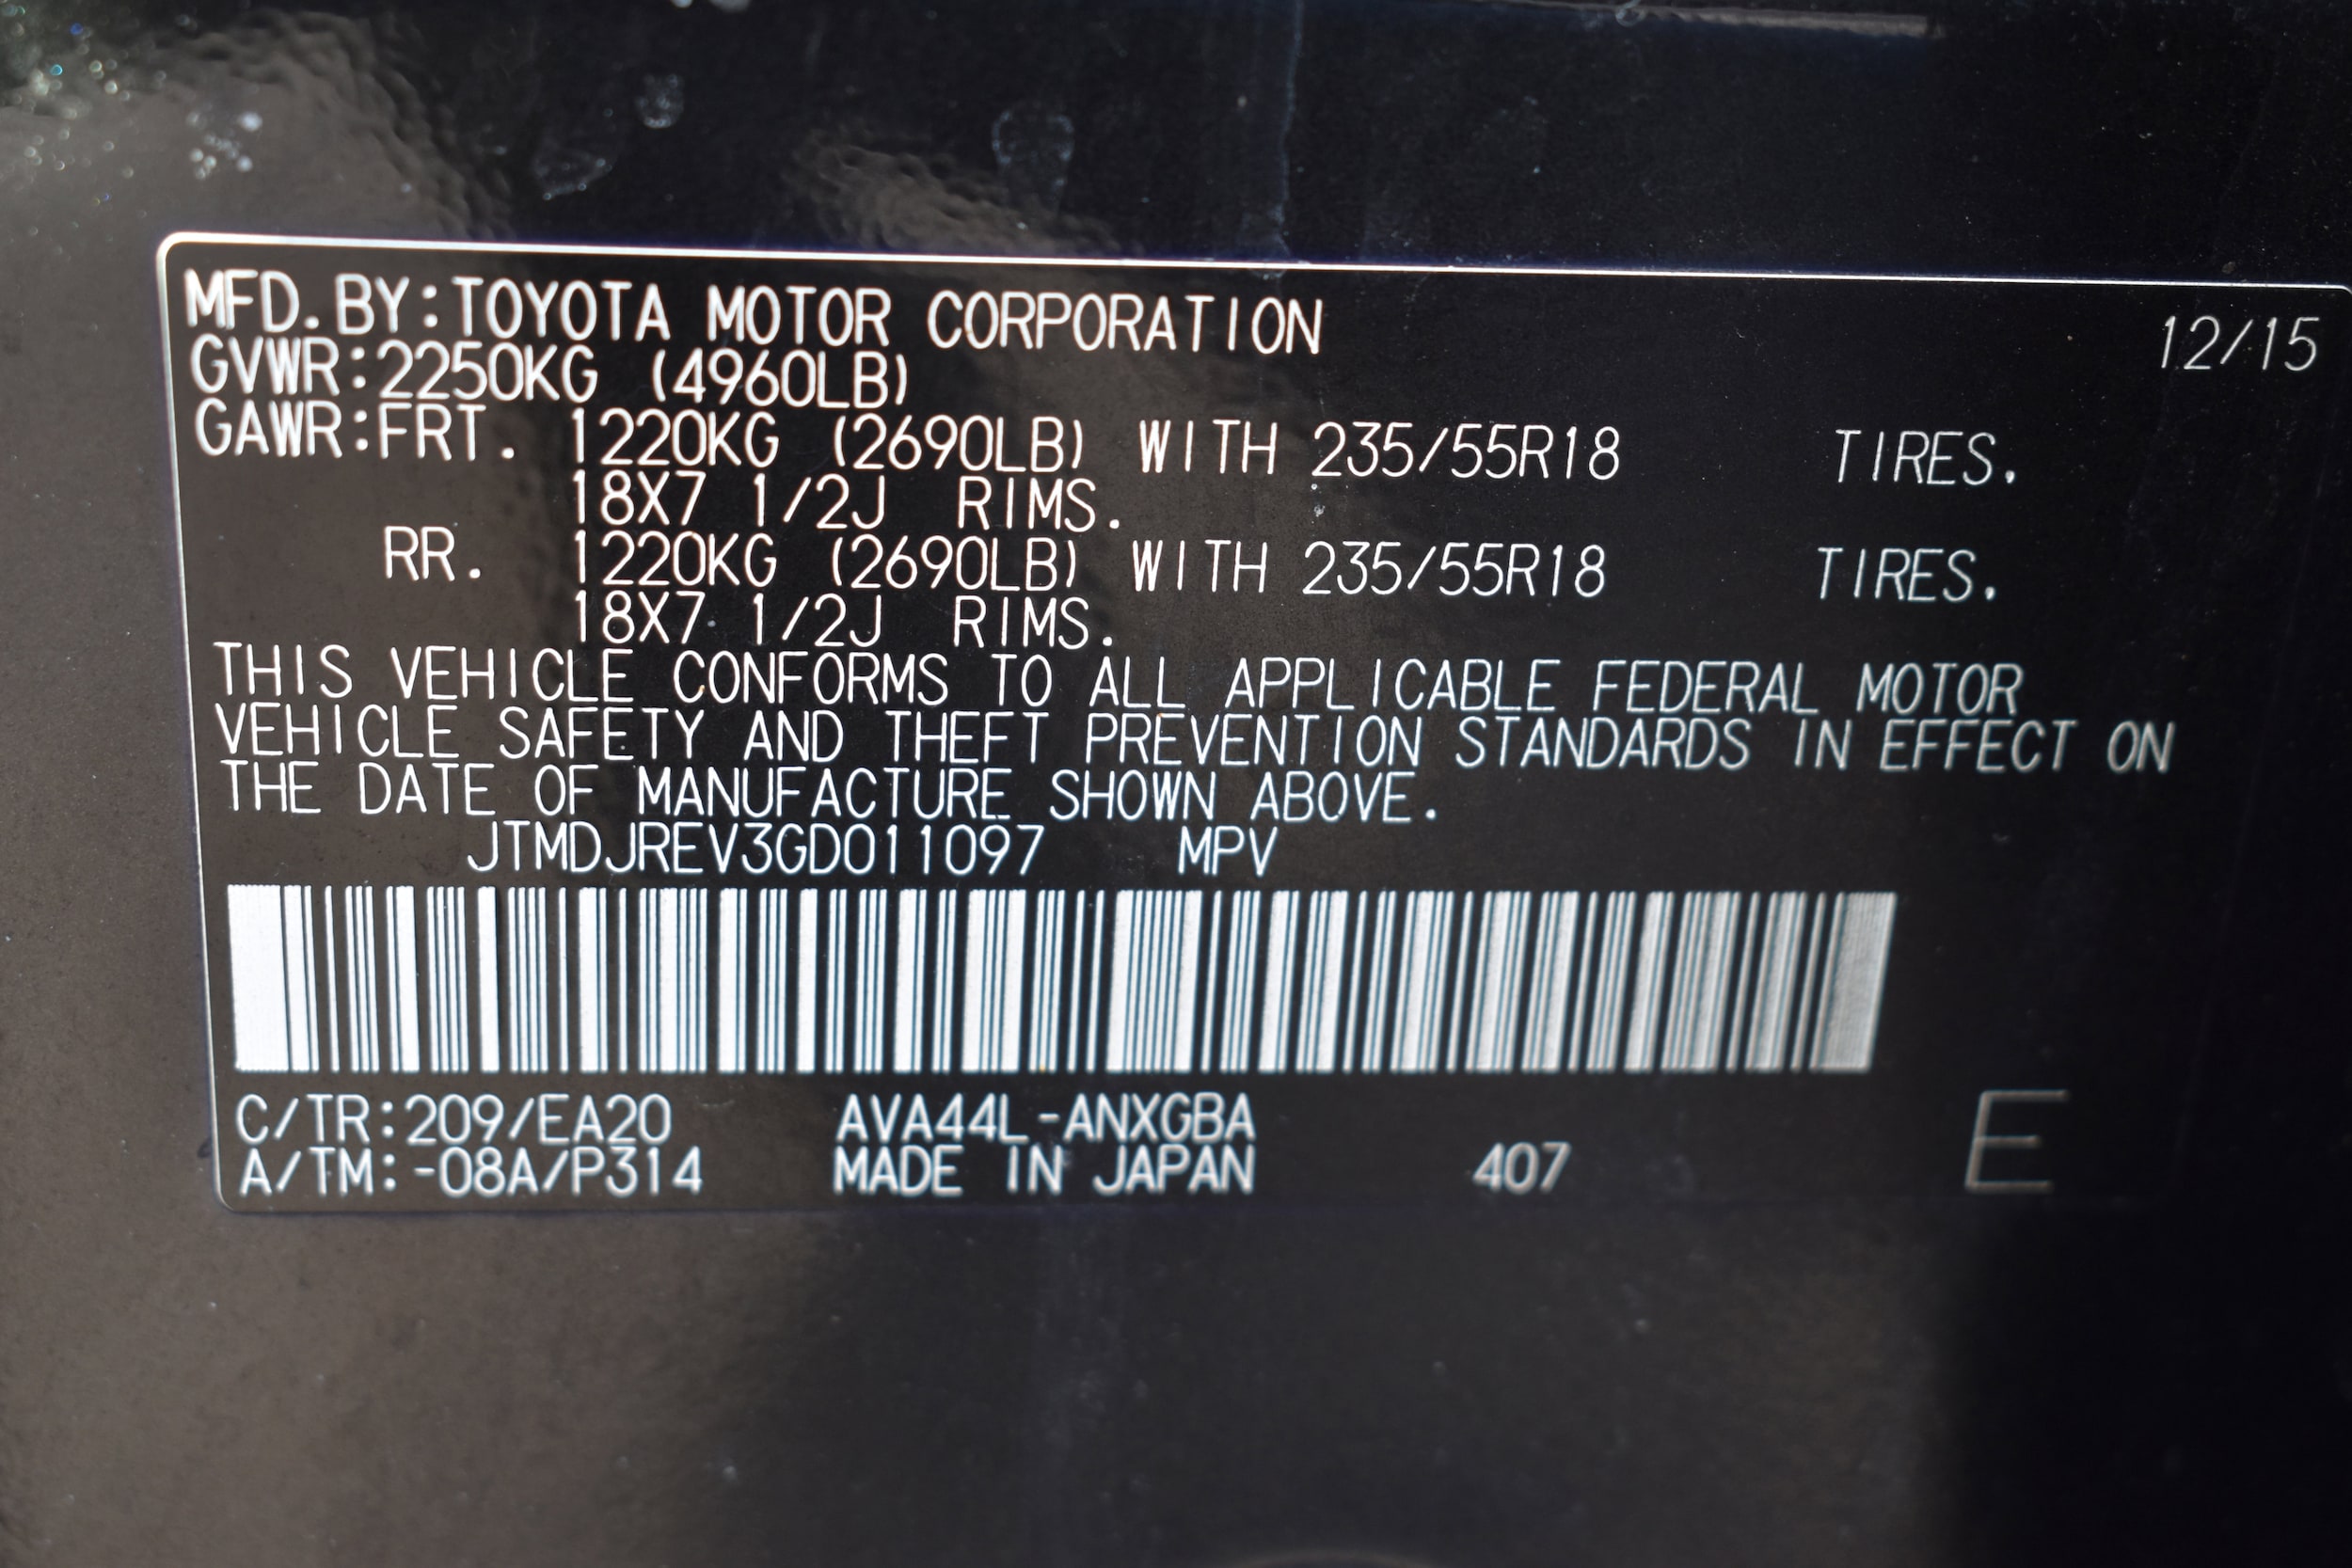 MFD.BY:TOYOTA MOTOR CORPORATION 12/15
GVWR:2250KG (4960LB)
GAWR:FRT. 1220KG (2690LB) WITH 235/55R18 TIRES.
18X7 1/2J RIMS.
RR. 1220KG (2690LB) WITH 235/55R18 TIRES.
18X7 1/2J RIMS.
THIS VEHICLE CONFORMS TO ALL APPLICABLE FEDERAL MOTOR
VEHICLE SAFETY AND THEFT PREVENTION STANDARDS IN EFFECT ON
THE DATE OF MANUFACTURE SHOWN ABOVE.
JTMDJREV3GD011097 MPV
C/TR:209/EA20 AVA44L-ANXGBA
A/TM:-08A/P314 MADE IN JAPAN 407 E